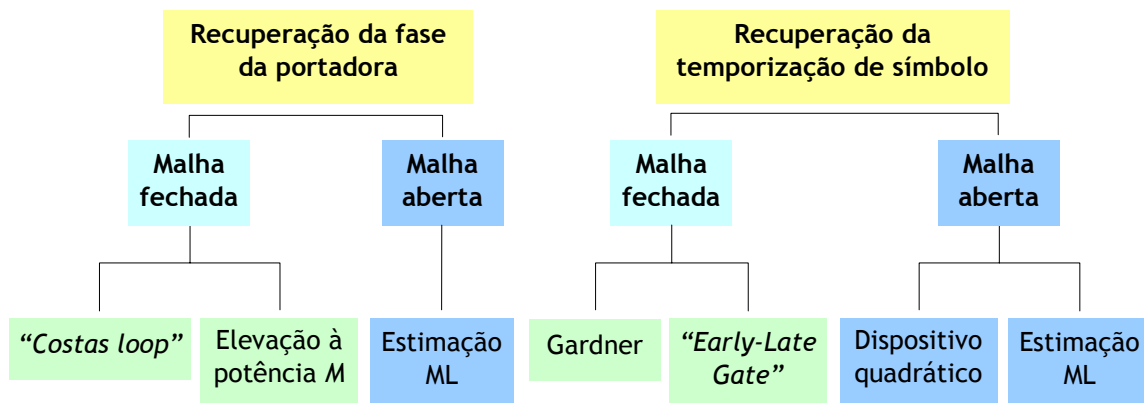 Recuperação da fase
da portadora
Recuperação da
temporização de símbolo
Malha
fechada
Malha
aberta
Malha
fechada
Malha
aberta
“Costas loop”
Elevação à
potência M
Estimação
ML
Gardner
“Early-Late
Gate”
Dispositivo
quadrático
Estimação
ML